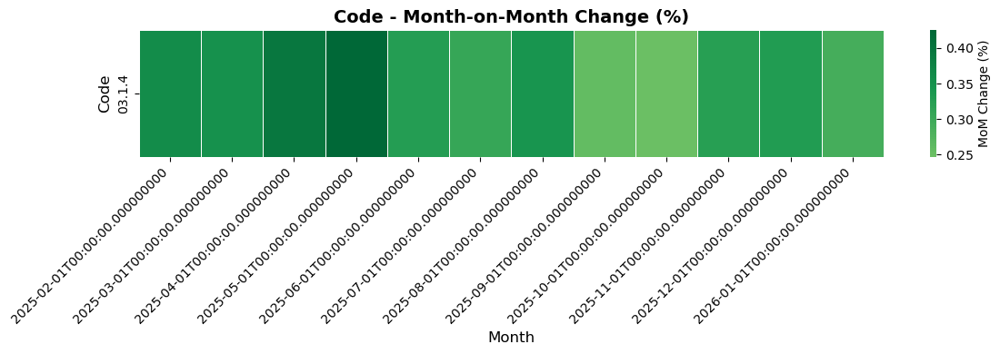 Code - Month-on-Month Change (%)
Code
03.1.4
0.40
0.35
0.30
0.25
MoM Change (%)
2025-02-01T00:00:00.000000000
2025-03-01T00:00:00.000000000
2025-04-01T00:00:00.000000000
2025-05-01T00:00:00.000000000
2025-06-01T00:00:00.000000000
2025-07-01T00:00:00.000000000
2025-08-01T00:00:00.000000000
2025-09-01T00:00:00.000000000
2025-10-01T00:00:00.000000000
2025-11-01T00:00:00.000000000
2025-12-01T00:00:00.000000000
2026-01-01T00:00:00.000000000
Month